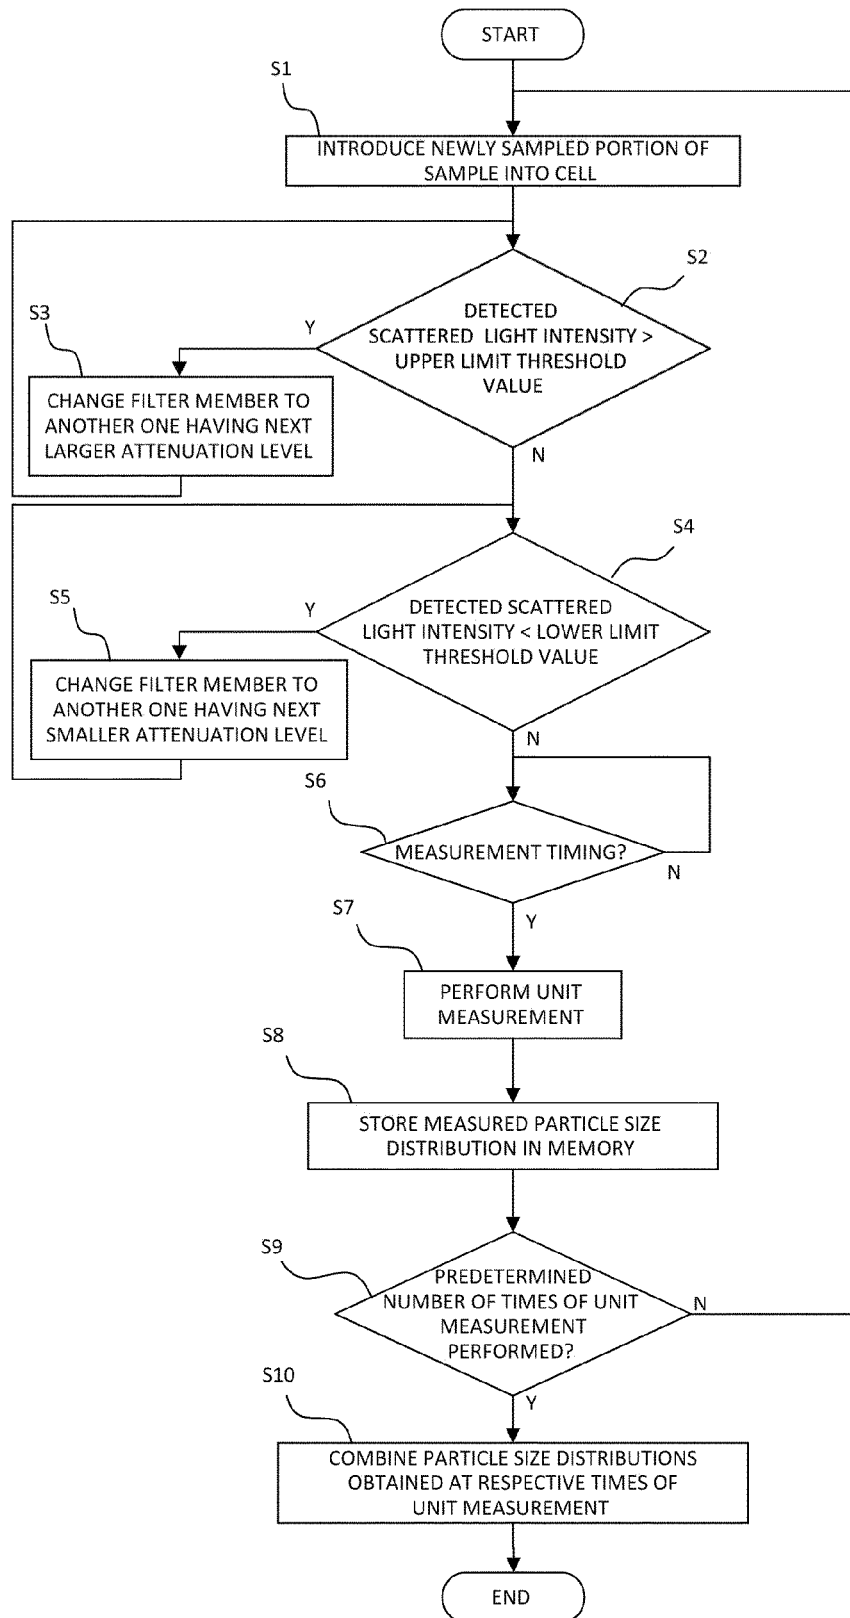 START
S1
INTRODUCE NEWLY SAMPLED PORTION OF
SAMPLE INTO CELL
S2
DETECTED
SCATTERED LIGHT INTENSITY >
UPPER LIMIT THRESHOLD
VALUE
Y
N
S3
CHANGE FILTER MEMBER TO
ANOTHER ONE HAVING NEXT
LARGER ATTENUATION LEVEL
S4
DETECTED SCATTERED
LIGHT INTENSITY < LOWER LIMIT
THRESHOLD VALUE
Y
N
S5
CHANGE FILTER MEMBER TO
ANOTHER ONE HAVING NEXT
SMALLER ATTENUATION LEVEL
S6
MEASUREMENT TIMING?
N
Y
S7
PERFORM UNIT
MEASUREMENT
S8
STORE MEASURED PARTICLE SIZE
DISTRIBUTION IN MEMORY
S9
PREDETERMINED
NUMBER OF TIMES OF UNIT
MEASUREMENT
PERFORMED?
N
Y
S10
COMBINE PARTICLE SIZE DISTRIBUTIONS
OBTAINED AT RESPECTIVE TIMES OF
UNIT MEASUREMENT
END